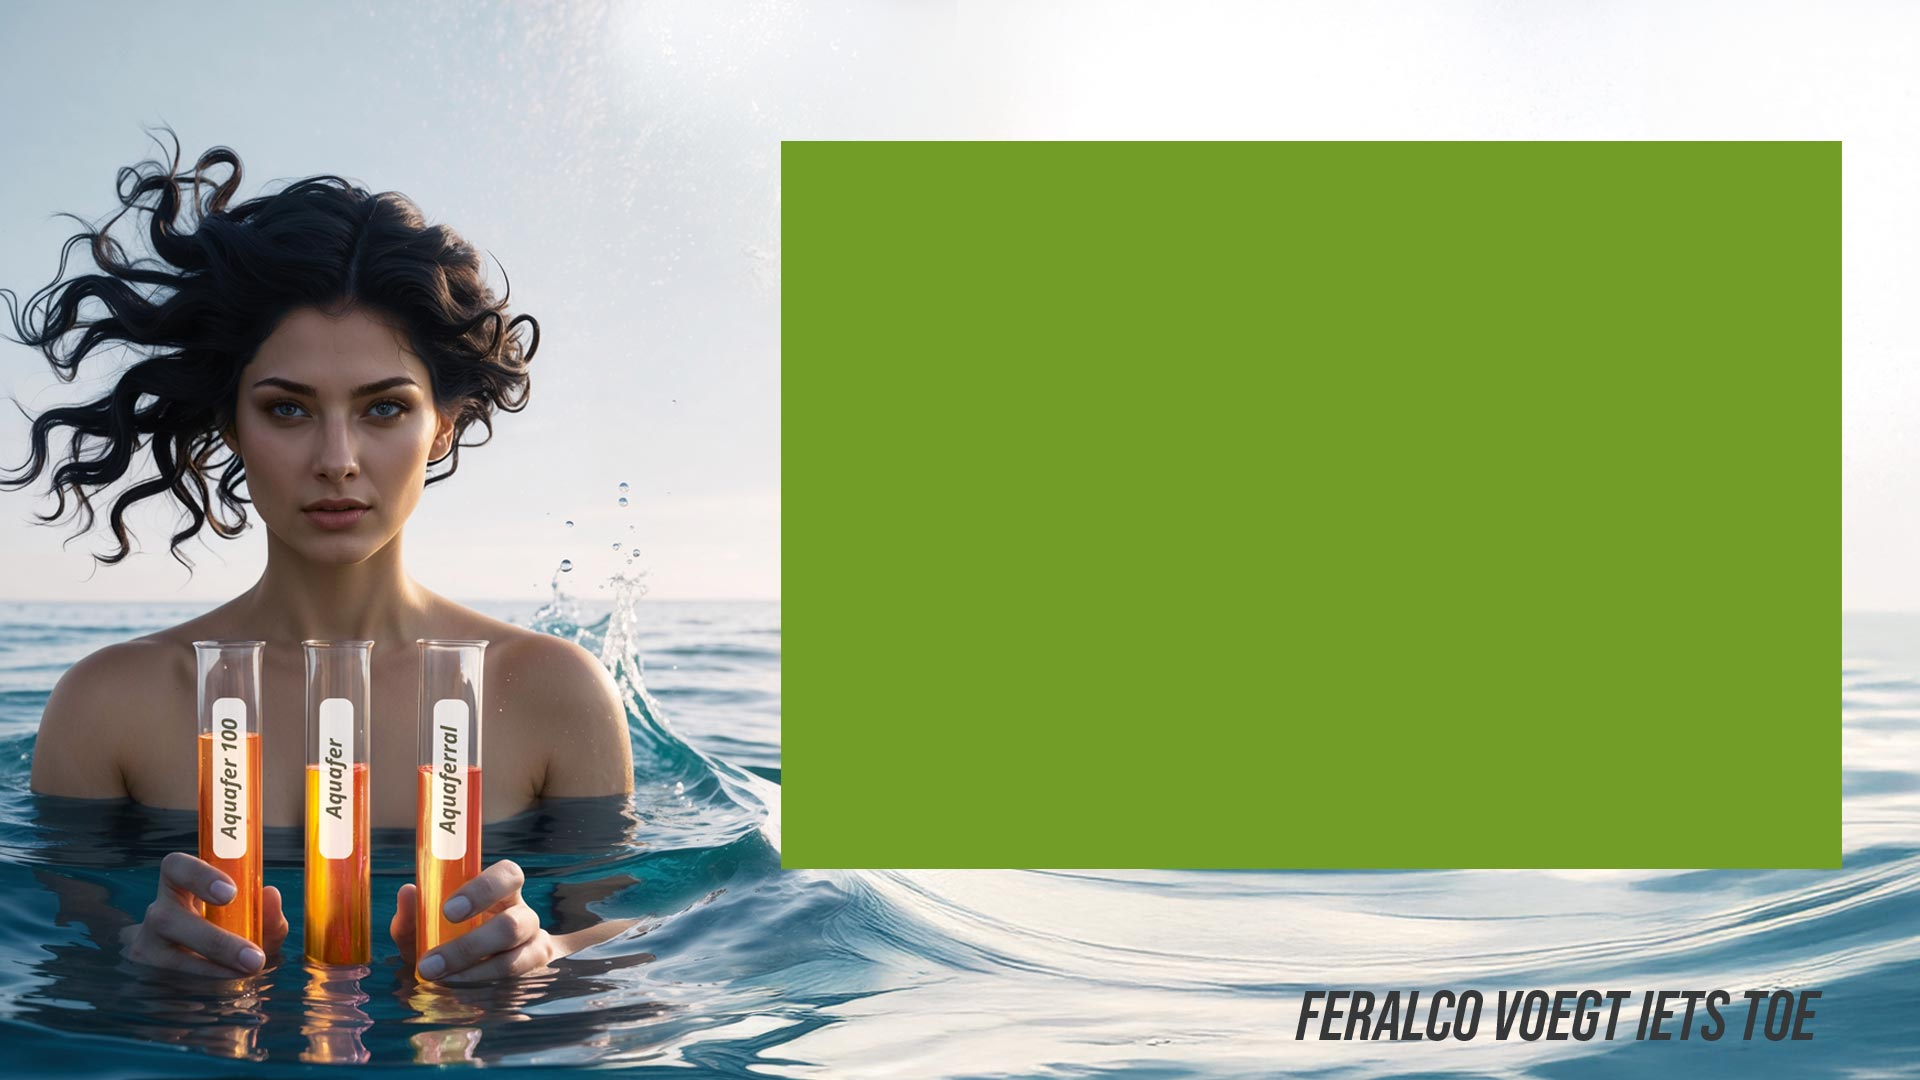 Aquafer 100
Aquafer
Aquaferral
FERALCO VOEGT IETS TOE